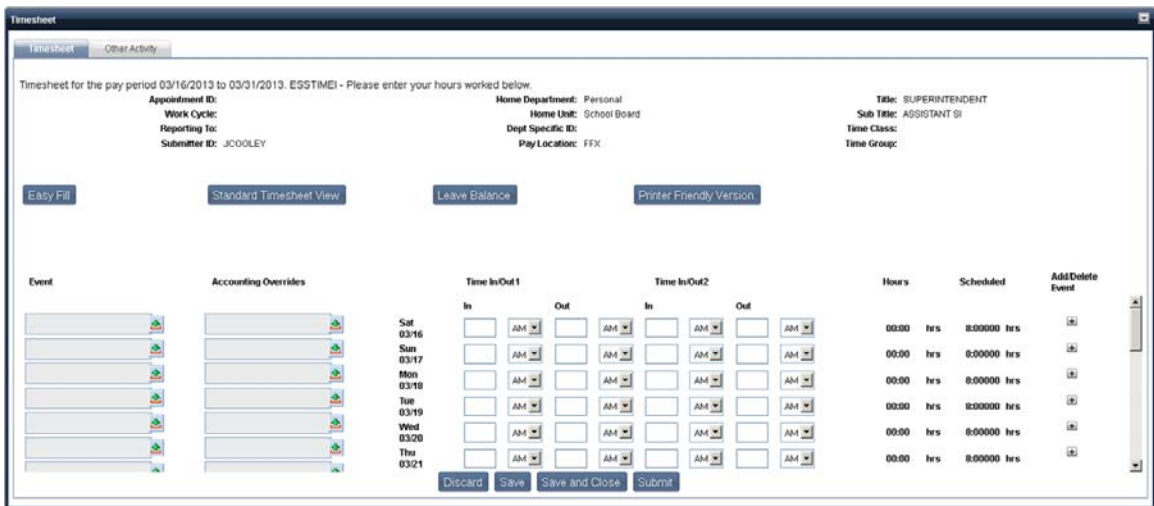 Timesheet
Timesheet Other Activity
Timesheet for the pay period 03/16/2013 to 03/31/2013. ESSTIMEI - Please enter your hours worked below.
Appointment ID: Home Department: Personal Title: SUPERINTENDENT
Work Cycle: Home Unit: School Board Sub Title: ASSISTANT SI
Reporting To: Dept Specific ID: Time Class:
Submitter ID: JCOOLEY Pay Location: FFX Time Group:
Easy Fill Standard Timesheet View Leave Balance Printer Friendly Version
Event Accounting Overrides Time In/Out1 Time In/Out2 Hours Scheduled Add/Delete Event
In Out In Out
Sat 03/16 AM AM AM AM 00:00 hrs 8:00000 hrs
Sun 03/17 AM AM AM AM 00:00 hrs 8:00000 hrs
Mon 03/18 AM AM AM AM 00:00 hrs 8:00000 hrs
Tue 03/19 AM AM AM AM 00:00 hrs 8:00000 hrs
Wed 03/20 AM AM AM AM 00:00 hrs 8:00000 hrs
Thu 03/21 AM AM AM AM 00:00 hrs 8:00000 hrs
Discard Save Save and Close Submit